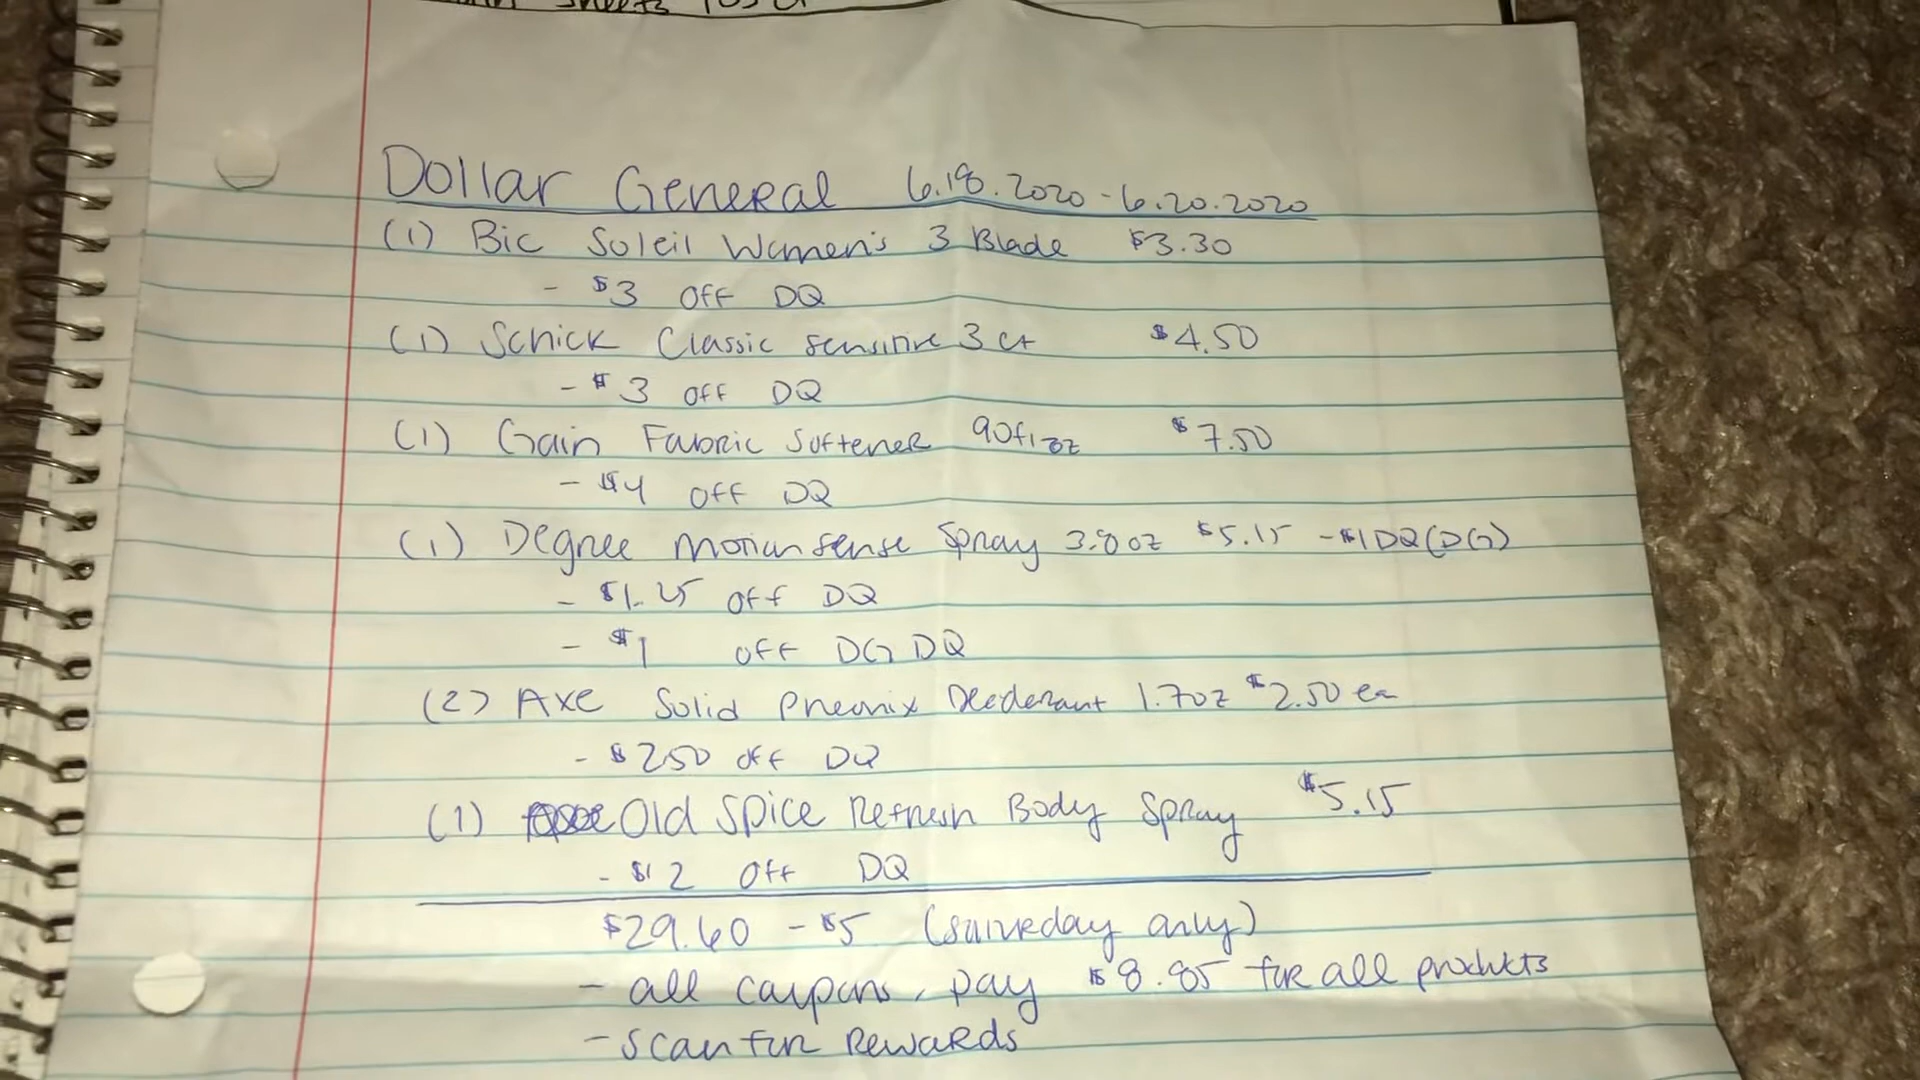 sheets 105ct
Dollar General 6.18.2020 - 6.20.2020
(1) Bic Soleil Women's 3 Blade $3.30
- $3 off DQ
(1) Schick Classic sensitive 3 ct $4.50
- $3 off DQ
(1) Gain Fabric Softener 90fl oz $7.50
- $4 off DQ
(1) Degree motionsense Spray 3.8oz $5.15 -$1DQ(DG)
- $1.25 off DQ
- $1 off DG DQ
(2) Axe Solid Pheonix Deoderant 1.7oz $2.50 ea
- $2.50 off DQ
(1) Old Spice Refresh Body Spray $5.15
- $2 off DQ
$29.60 - $5 (saturday only)
- all coupons, pay $8.85 for all products
- scan for Rewards